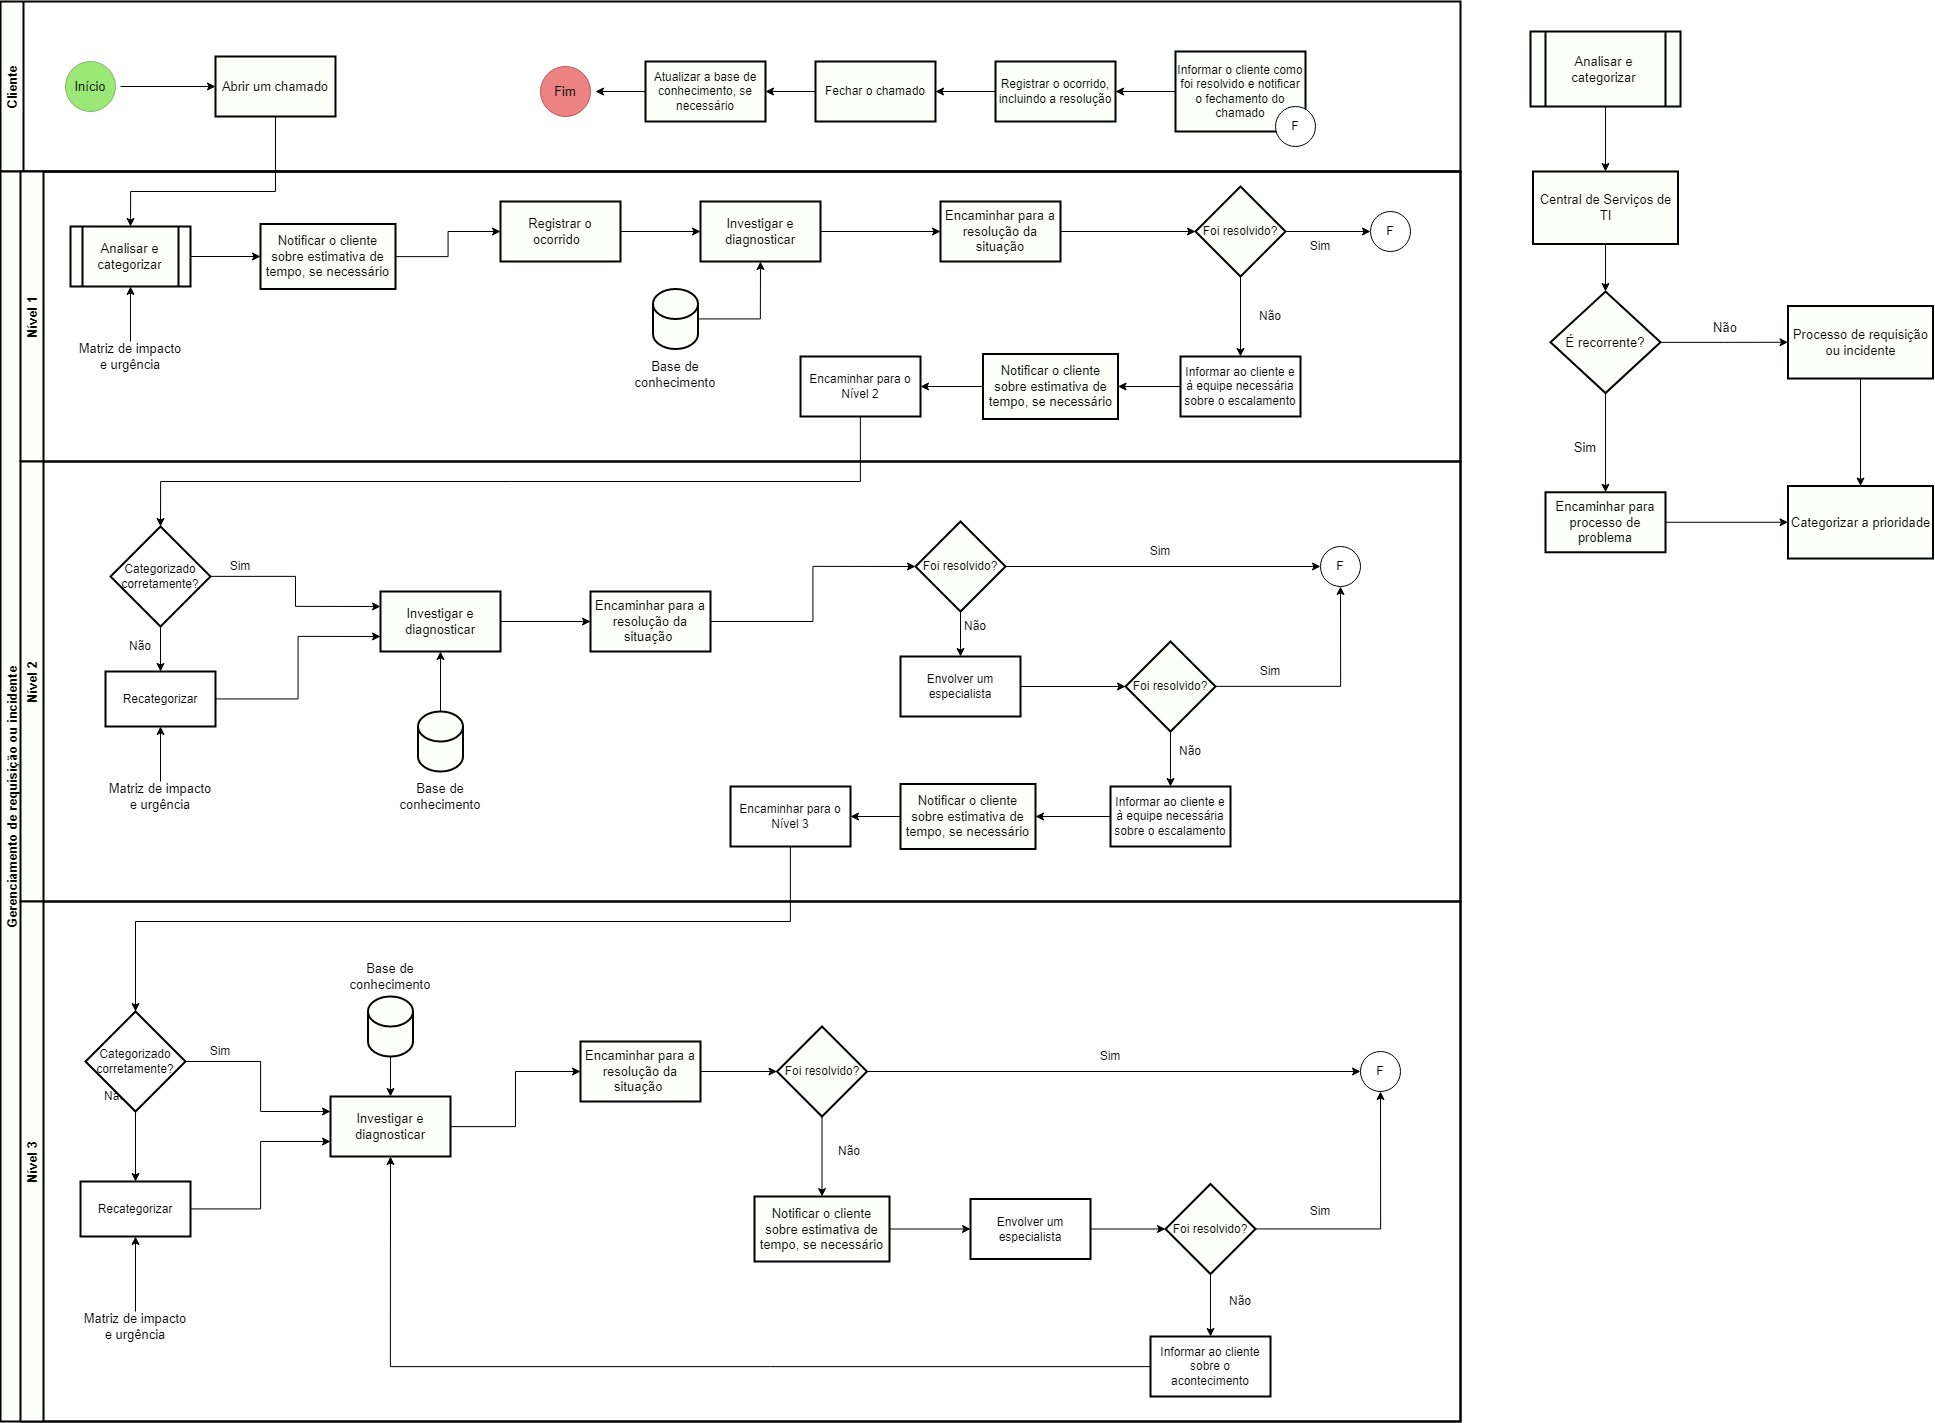 Cliente
Início
Abrir um chamado
Fim
Atualizar a base de
conhecimento, se
necessário
Fechar o chamado
Registrar o ocorrido,
incluindo a resolução
Informar o cliente como
foi resolvido e notificar
o fechamento do
chamado
F
Gerenciamento de requisição ou incidente
Nível 1
Analisar e
categorizar
Matriz de impacto
e urgência
Notificar o cliente
sobre estimativa de
tempo, se necessário
Registrar o
ocorrido
Investigar e
diagnosticar
Base de
conhecimento
Encaminhar para a
resolução da
situação
Foi resolvido?
Sim
F
Não
Informar ao cliente e
à equipe necessária
sobre o escalamento
Notificar o cliente
sobre estimativa de
tempo, se necessário
Encaminhar para o
Nível 2
Nível 2
Categorizado
corretamente?
Sim
Não
Recategorizar
Matriz de impacto
e urgência
Investigar e
diagnosticar
Base de
conhecimento
Encaminhar para a
resolução da
situação
Foi resolvido?
Sim
F
Não
Envolver um
especialista
Foi resolvido?
Sim
Não
Informar ao cliente e
à equipe necessária
sobre o escalamento
Notificar o cliente
sobre estimativa de
tempo, se necessário
Encaminhar para o
Nível 3
Nível 3
Categorizado
corretamente?
Sim
Recategorizar
Matriz de impacto
e urgência
Base de
conhecimento
Investigar e
diagnosticar
Encaminhar para a
resolução da
situação
Foi resolvido?
Sim
F
Não
Notificar o cliente
sobre estimativa de
tempo, se necessário
Envolver um
especialista
Foi resolvido?
Sim
Não
Informar ao cliente
sobre o
acontecimento
Analisar e
categorizar
Central de Serviços de
TI
É recorrente?
Não
Processo de requisição
ou incidente
Sim
Encaminhar para
processo de
problema
Categorizar a prioridade